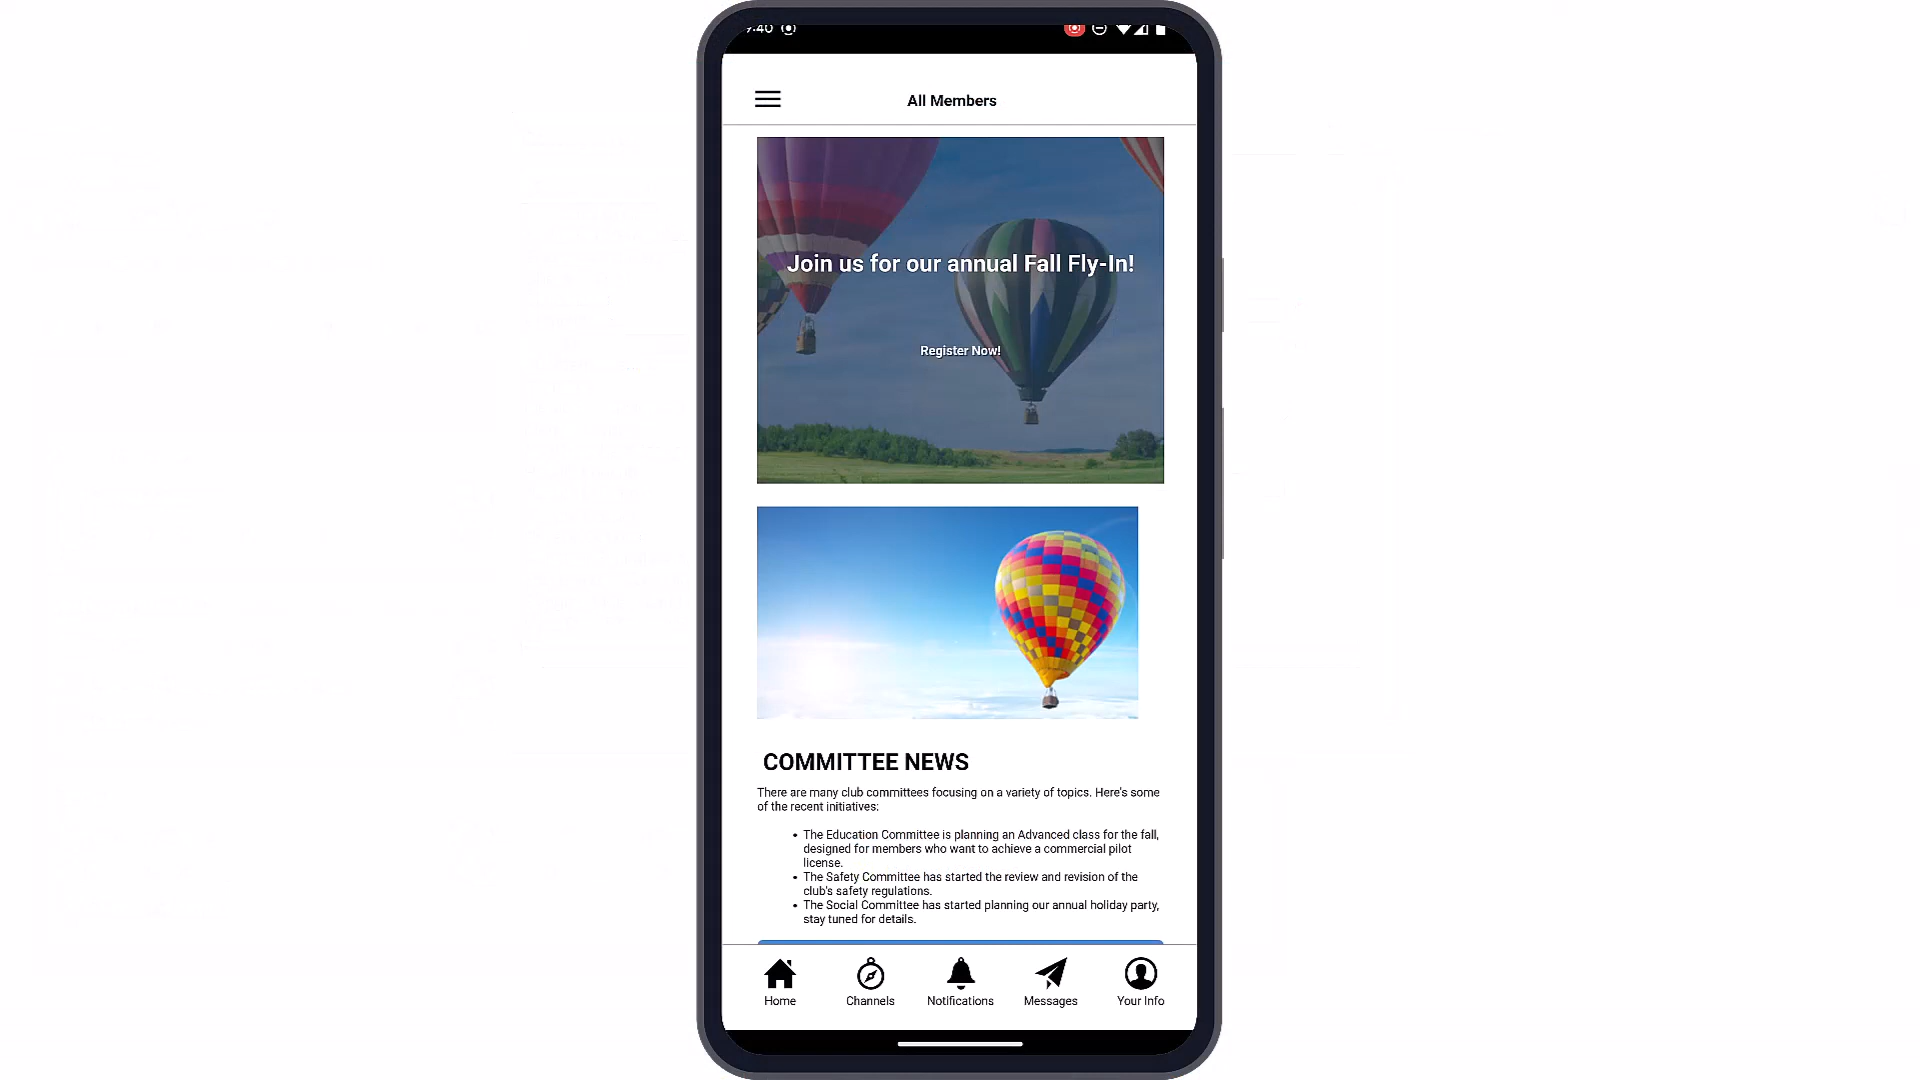 9:40
All Members
Join us for our annual Fall Fly-In!
Register Now!
COMMITTEE NEWS
There are many club committees focusing on a variety of topics. Here's some
of the recent initiatives:
• The Education Committee is planning an Advanced class for the fall,
designed for members who want to achieve a commercial pilot
license.
• The Safety Committee has started the review and revision of the
club's safety regulations.
• The Social Committee has started planning our annual holiday party,
stay tuned for details.
Home
Channels
Notifications
Messages
Your Info